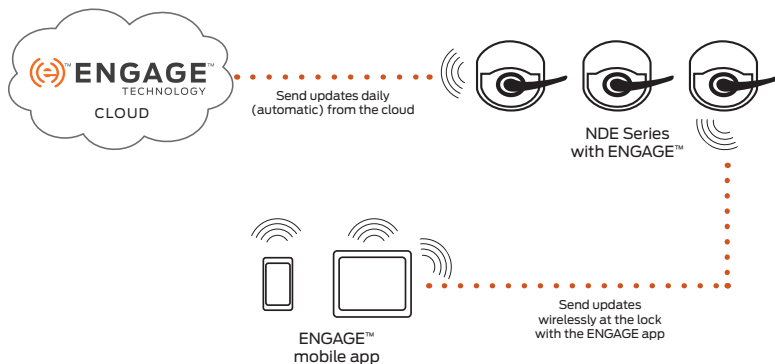 ENGAGE™
TECHNOLOGY
CLOUD
Send updates daily
(automatic) from the cloud
NDE Series
with ENGAGE™
ENGAGE™
mobile app
Send updates
wirelessly at the lock
with the ENGAGE app